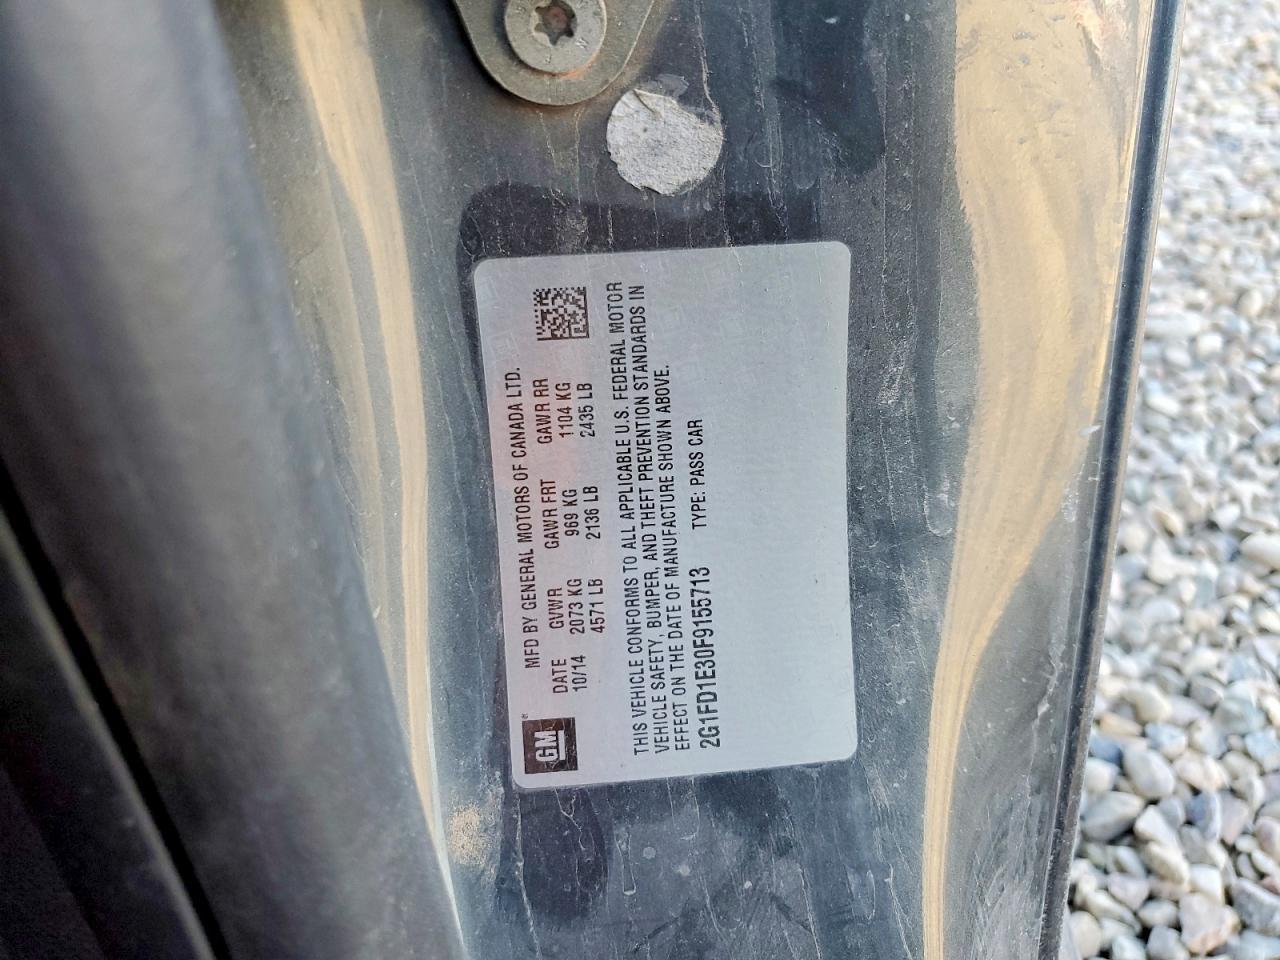 GM
MFD BY GENERAL MOTORS OF CANADA LTD.
DATE GVWR GAWR FRT GAWR RR
10/14 2073 KG 969 KG 1104 KG
4571 LB 2136 LB 2435 LB
THIS VEHICLE CONFORMS TO ALL APPLICABLE U.S. FEDERAL MOTOR
VEHICLE SAFETY, BUMPER, AND THEFT PREVENTION STANDARDS IN
EFFECT ON THE DATE OF MANUFACTURE SHOWN ABOVE.
2G1FD1E30F9155713 TYPE: PASS CAR